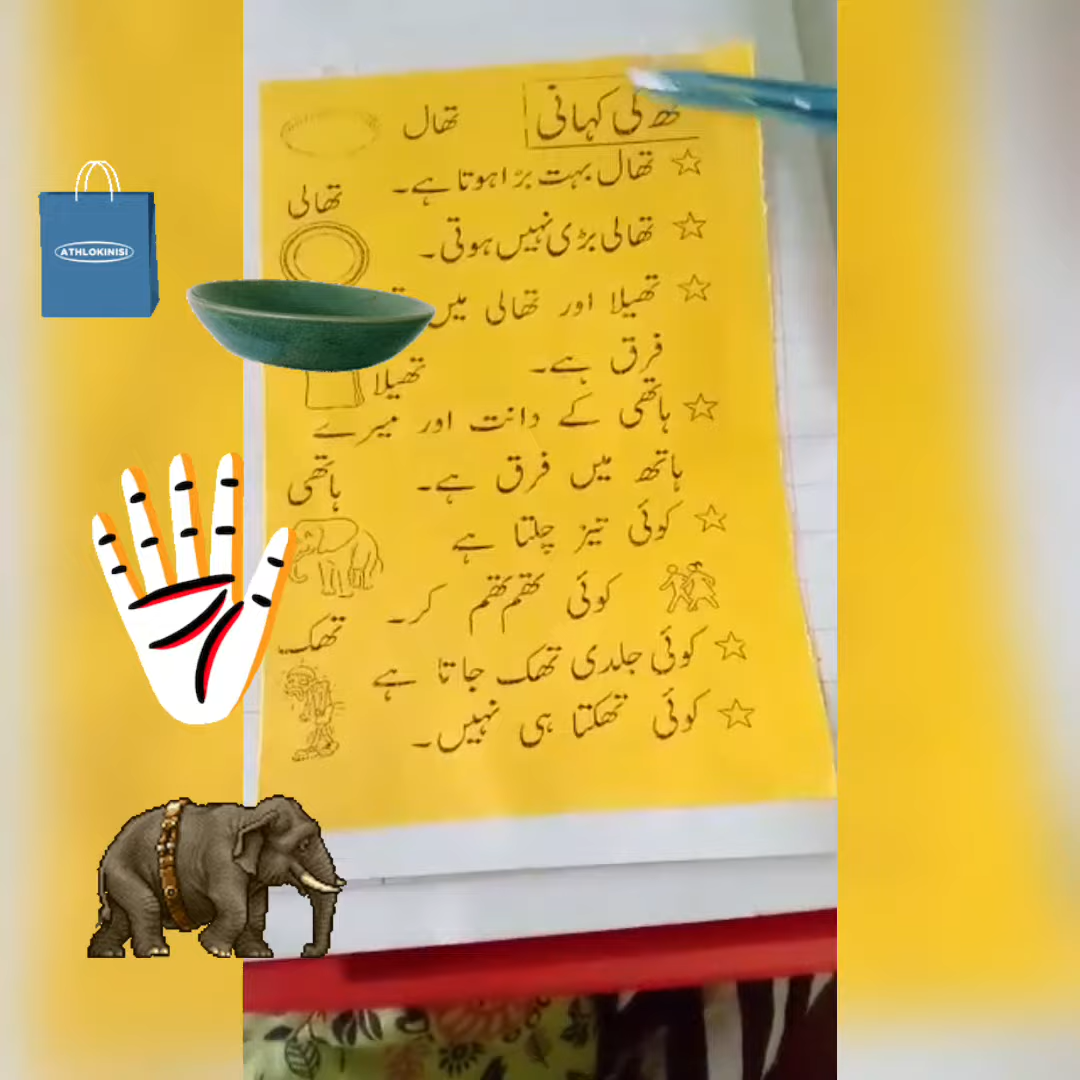 تھ کی کہانی
تھال
تھال بہت بڑا ہوتا ہے۔
تھالی
تھالی بڑی نہیں ہوتی۔
تھیلا اور تھالی میں
فرق ہے۔
تھیلا
ہاتھی کے دانت اور میرے
ہاتھ میں فرق ہے۔
ہاتھی
کوئی تیز چلتا ہے
کوئی تھم تھم کر۔
تھک
کوئی جلدی تھک جاتا ہے
کوئی تھکتا ہی نہیں۔
ATHLOKINISI